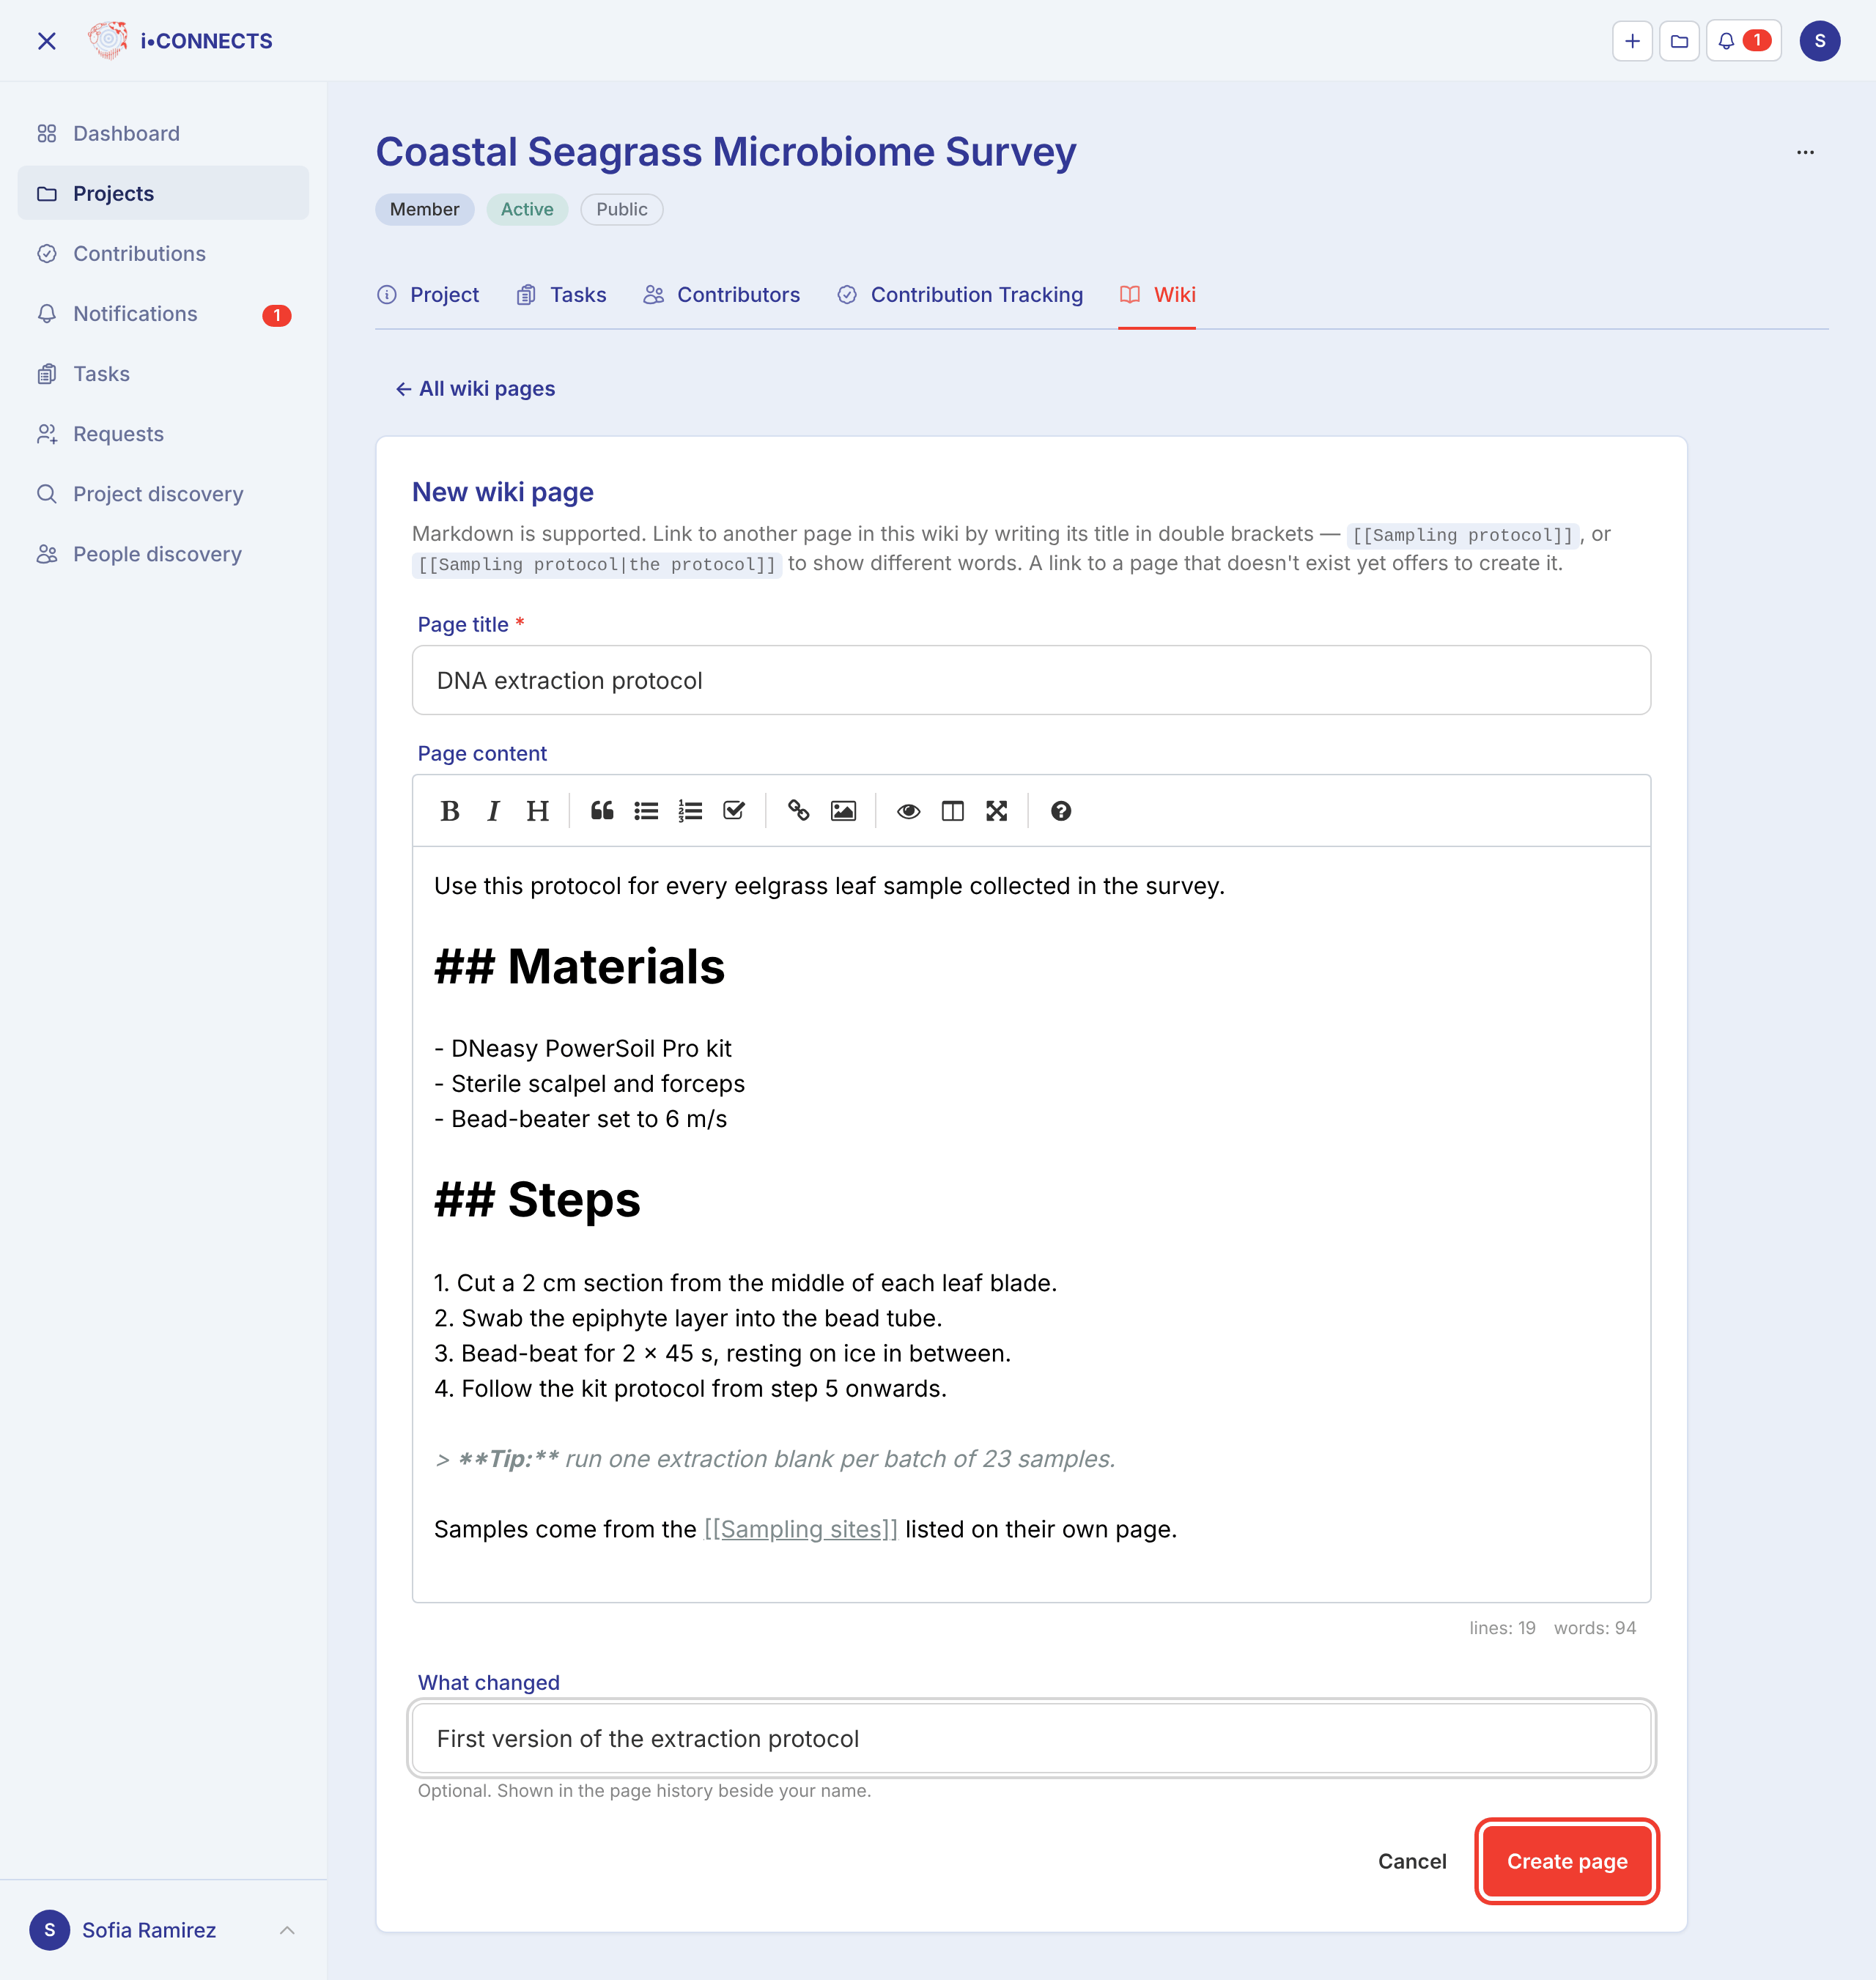 i•CONNECTS
1
S
Dashboard
Projects
Contributions
Notifications 1
Tasks
Requests
Project discovery
People discovery
Coastal Seagrass Microbiome Survey
Member Active Public
Project Tasks Contributors Contribution Tracking Wiki
← All wiki pages
New wiki page
Markdown is supported. Link to another page in this wiki by writing its title in double brackets — [[Sampling protocol]], or
[[Sampling protocol|the protocol]] to show different words. A link to a page that doesn't exist yet offers to create it.
Page title *
DNA extraction protocol
Page content
B I H
Use this protocol for every eelgrass leaf sample collected in the survey.
## Materials
- DNeasy PowerSoil Pro kit
- Sterile scalpel and forceps
- Bead-beater set to 6 m/s
## Steps
1. Cut a 2 cm section from the middle of each leaf blade.
2. Swab the epiphyte layer into the bead tube.
3. Bead-beat for 2 × 45 s, resting on ice in between.
4. Follow the kit protocol from step 5 onwards.
> **Tip:** run one extraction blank per batch of 23 samples.
Samples come from the [[Sampling sites]] listed on their own page.
lines: 19 words: 94
What changed
First version of the extraction protocol
Optional. Shown in the page history beside your name.
Cancel Create page
S Sofia Ramirez